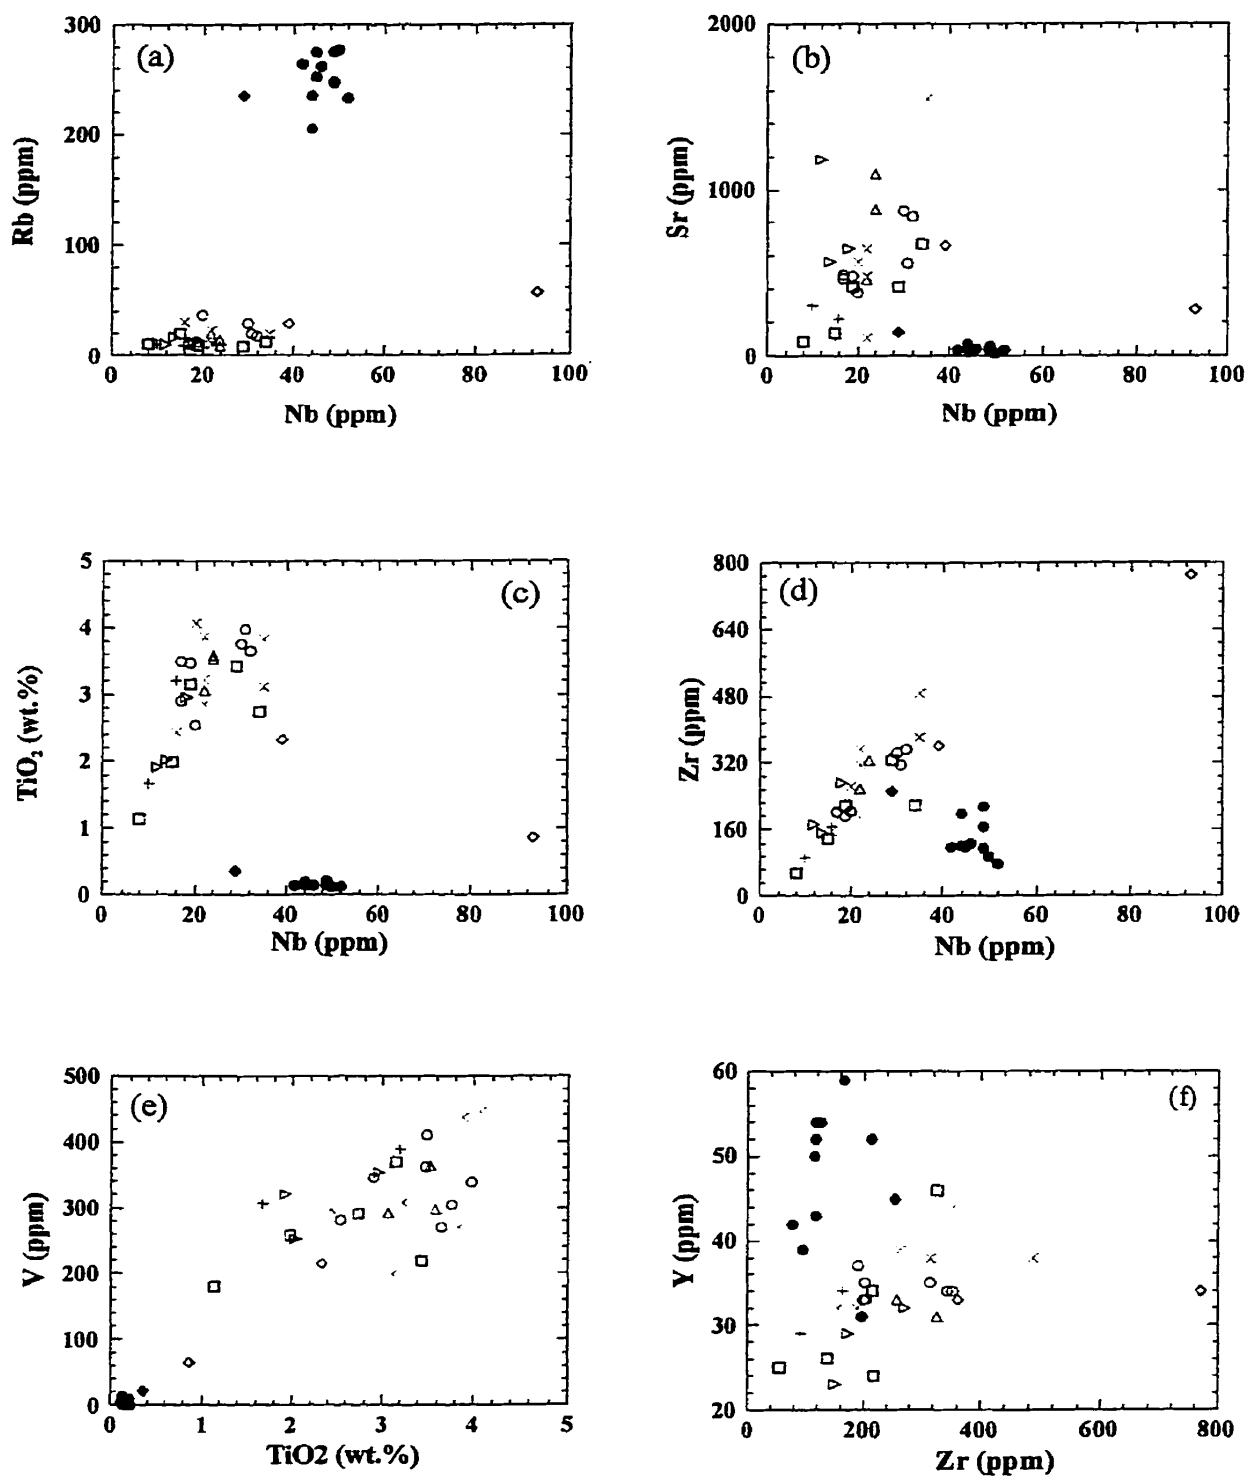 (a)
300
200
100
0
Rb (ppm)
0 20 40 60 80 100
Nb (ppm)
(b)
2000
1000
0
Sr (ppm)
0 20 40 60 80 100
Nb (ppm)
(c)
5
4
3
2
1
0
TiO2 (wt.%)
0 20 40 60 80 100
Nb (ppm)
(d)
800
640
480
320
160
0
Zr (ppm)
0 20 40 60 80 100
Nb (ppm)
(e)
500
400
300
200
100
0
V (ppm)
0 1 2 3 4 5
TiO2 (wt.%)
(f)
60
50
40
30
20
Y (ppm)
0 200 400 600 800
Zr (ppm)